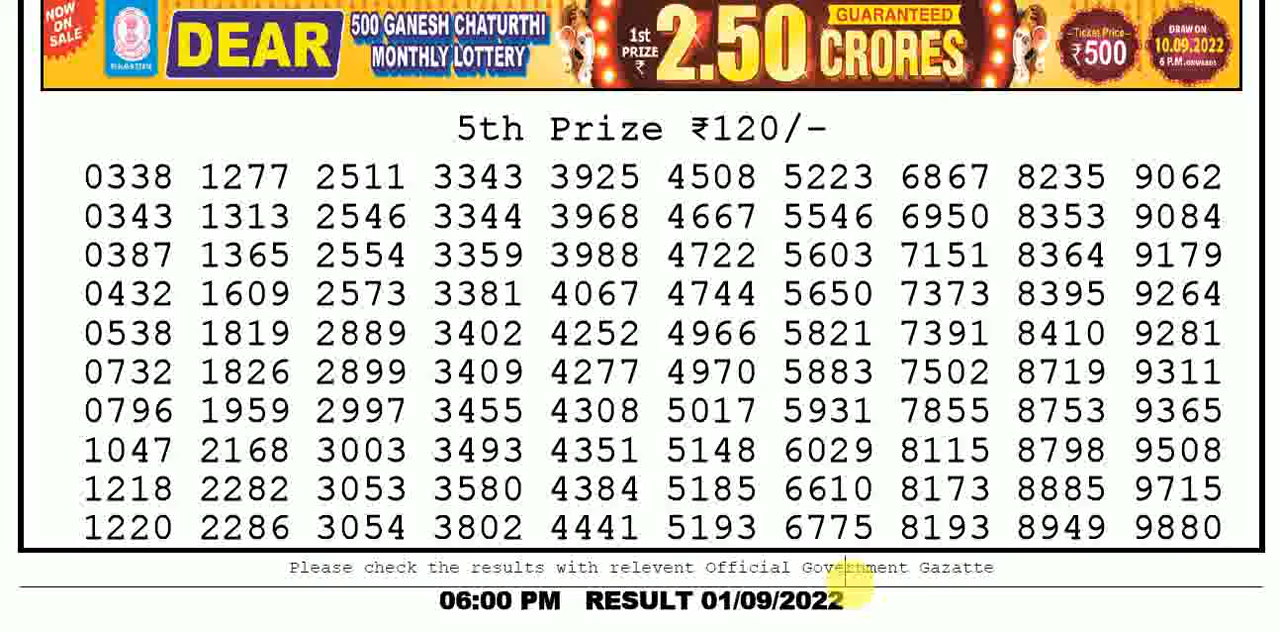 NOW
ON
SALE
DEAR
500 GANESH CHATURTHI
MONTHLY LOTTERY
1st
PRIZE
₹
2.50
GUARANTEED
CRORES
Ticket Price
₹500
DRAW ON
10.09.2022
6 P.M. ONWARDS
5th Prize ₹120/-
0338 1277 2511 3343 3925 4508 5223 6867 8235 9062
0343 1313 2546 3344 3968 4667 5546 6950 8353 9084
0387 1365 2554 3359 3988 4722 5603 7151 8364 9179
0432 1609 2573 3381 4067 4744 5650 7373 8395 9264
0538 1819 2889 3402 4252 4966 5821 7391 8410 9281
0732 1826 2899 3409 4277 4970 5883 7502 8719 9311
0796 1959 2997 3455 4308 5017 5931 7855 8753 9365
1047 2168 3003 3493 4351 5148 6029 8115 8798 9508
1218 2282 3053 3580 4384 5185 6610 8173 8885 9715
1220 2286 3054 3802 4441 5193 6775 8193 8949 9880
Please check the results with relevent Official Government Gazatte
06:00 PM RESULT 01/09/2022